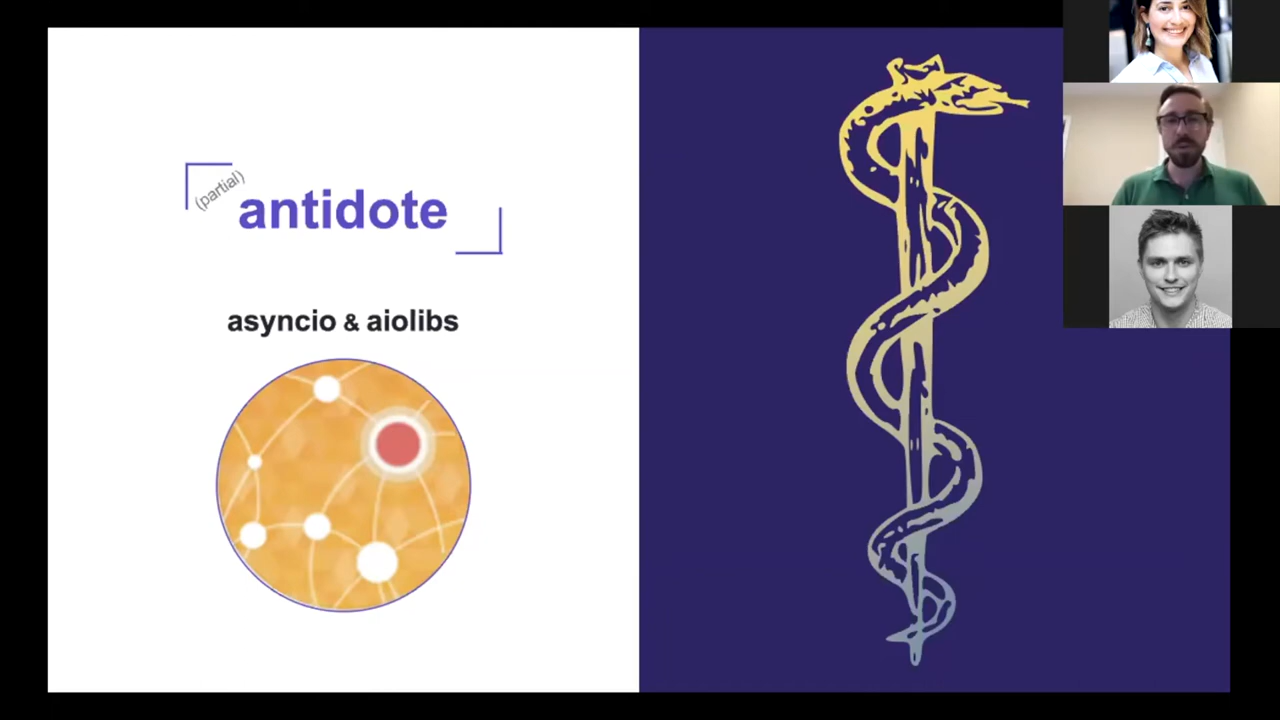 (partial)
antidote
asyncio & aiolibs